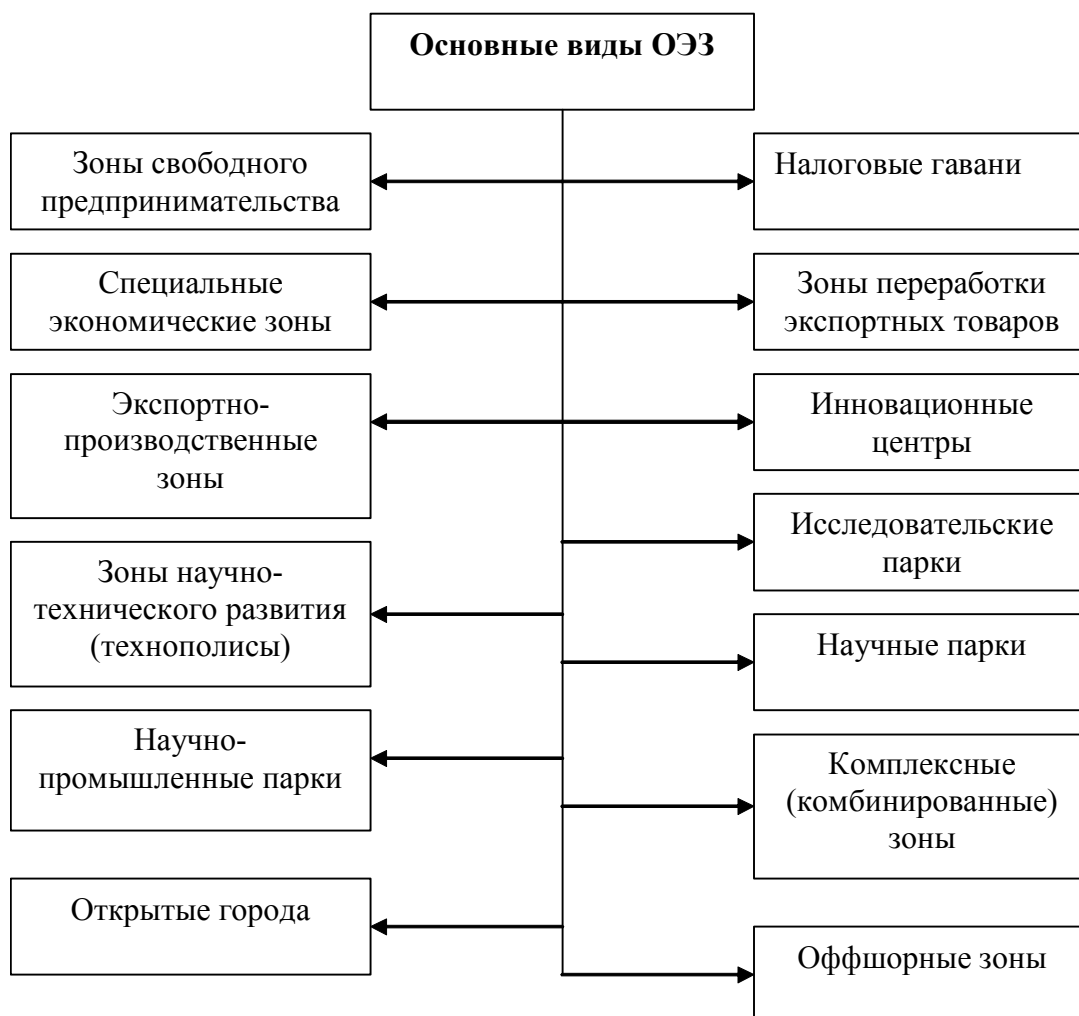 Основные виды ОЭЗ
Зоны свободного
предпринимательства
Налоговые гавани
Специальные
экономические зоны
Зоны переработки
экспортных товаров
Экспортно-
производственные
зоны
Инновационные
центры
Исследовательские
парки
Зоны научно-
технического развития
(технополисы)
Научные парки
Научно-
промышленные парки
Комплексные
(комбинированные)
зоны
Открытые города
Оффшорные зоны